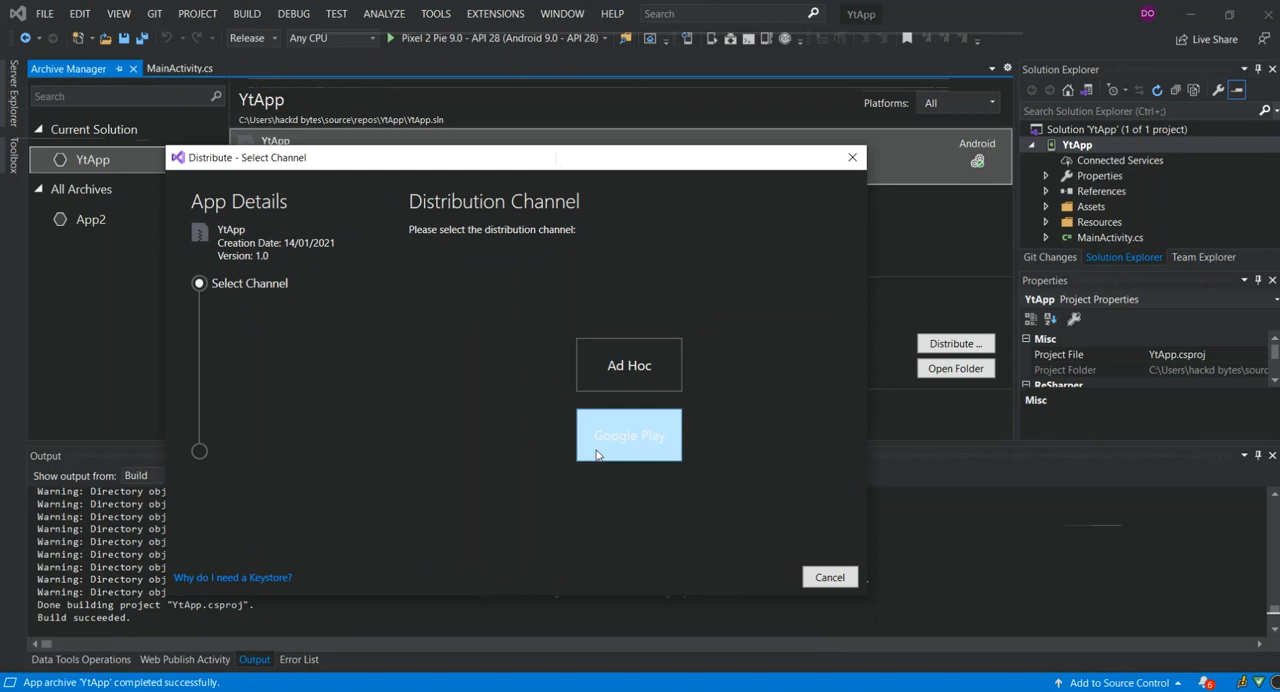 FILE EDIT VIEW GIT PROJECT BUILD DEBUG TEST ANALYZE TOOLS EXTENSIONS WINDOW HELP Search YtApp DO
Release Any CPU Pixel 2 Pie 9.0 - API 28 (Android 9.0 - API 28) Live Share
Server Explorer
Toolbox
Archive Manager MainActivity.cs
Search
Current Solution
YtApp
All Archives
App2
YtApp
C:\Users\hackd bytes\source\repos\YtApp\YtApp.sln
Platforms: All
YtApp
Android
Distribute ...
Open Folder
Distribute - Select Channel
App Details
YtApp
Creation Date: 14/01/2021
Version: 1.0
Select Channel
Distribution Channel
Please select the distribution channel:
Ad Hoc
Google Play
Why do I need a Keystore?
Cancel
Solution Explorer
Search Solution Explorer (Ctrl+;)
Solution 'YtApp' (1 of 1 project)
YtApp
Connected Services
Properties
References
Assets
Resources
MainActivity.cs
Git Changes Solution Explorer Team Explorer
Properties
YtApp Project Properties
Misc
Project File YtApp.csproj
Project Folder C:\Users\hackd bytes\sourc
ReSharper
Misc
Output
Show output from: Build
Warning: Directory obj
Warning: Directory obj
Warning: Directory obj
Warning: Directory obj
Warning: Directory obj
Warning: Directory obj
Warning: Directory obj
Warning: Directory obj
Warning: Directory obj
Done building project "YtApp.csproj".
Build succeeded.
Data Tools Operations Web Publish Activity Output Error List
App archive 'YtApp' completed successfully.
Add to Source Control 6